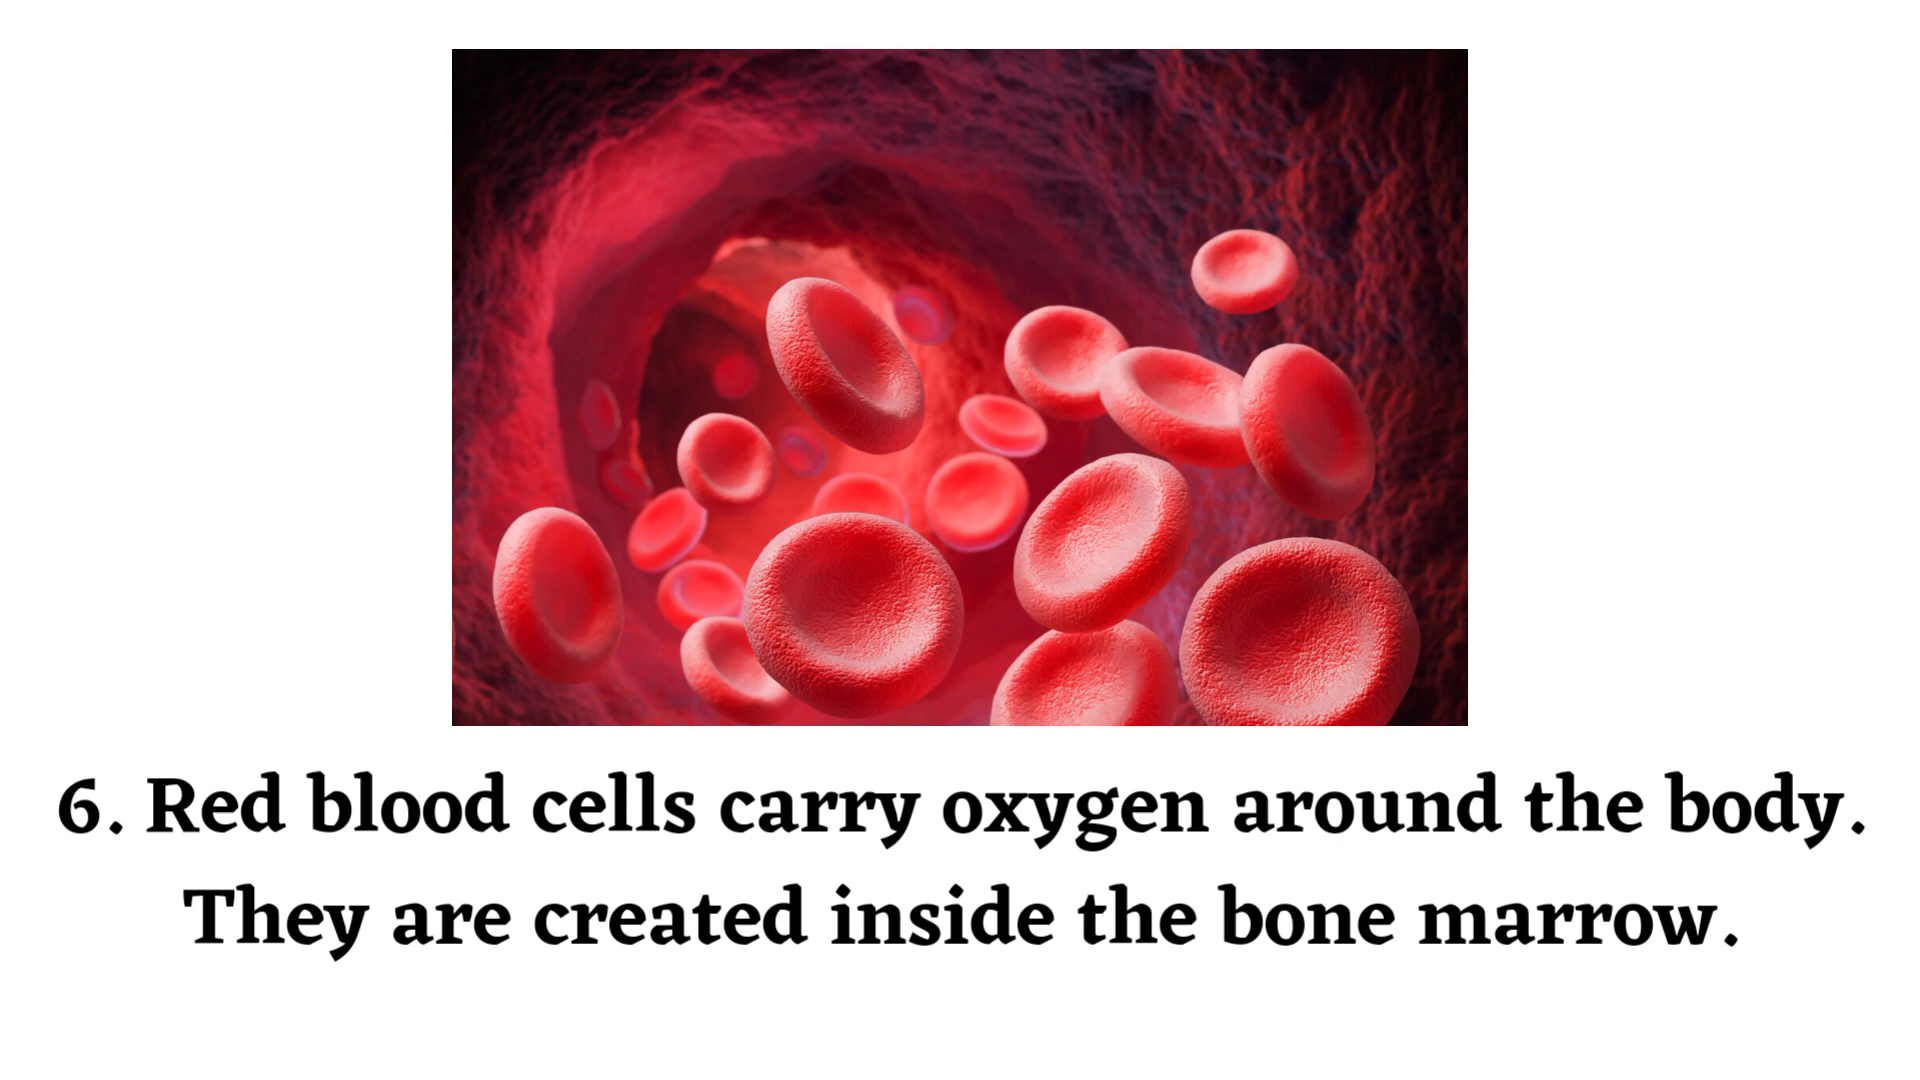 6. Red blood cells carry oxygen around the body.
They are created inside the bone marrow.